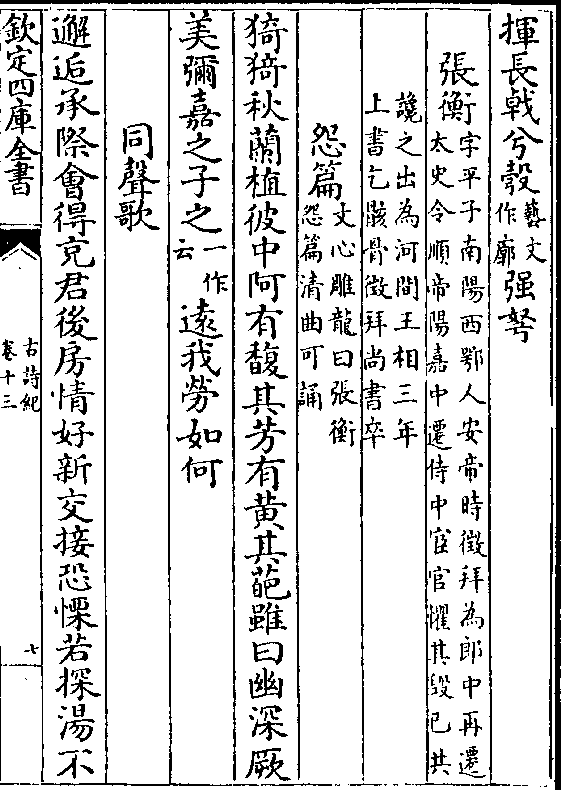 揮長㦸兮彀藝文作廓强弩
張衡字平子南陽西鄂人安帝時徵拜為郎中再遷
太史令順帝陽嘉中遷侍中宦官懼其毁已共
讒之出為河間王相三年
上書乞骸骨徵拜尚書卒
怨篇文心雕龍曰張衡
怨篇清曲可誦
猗猗秋蘭植彼中阿有馥其芳有黄其葩雖曰幽深厥
美彌嘉之子之一作云逺我勞如何
同聲歌
邂逅承際會得充君後房情好新交接恐慄若探湯不
欽定四庫全書
古詩紀
卷十三
七